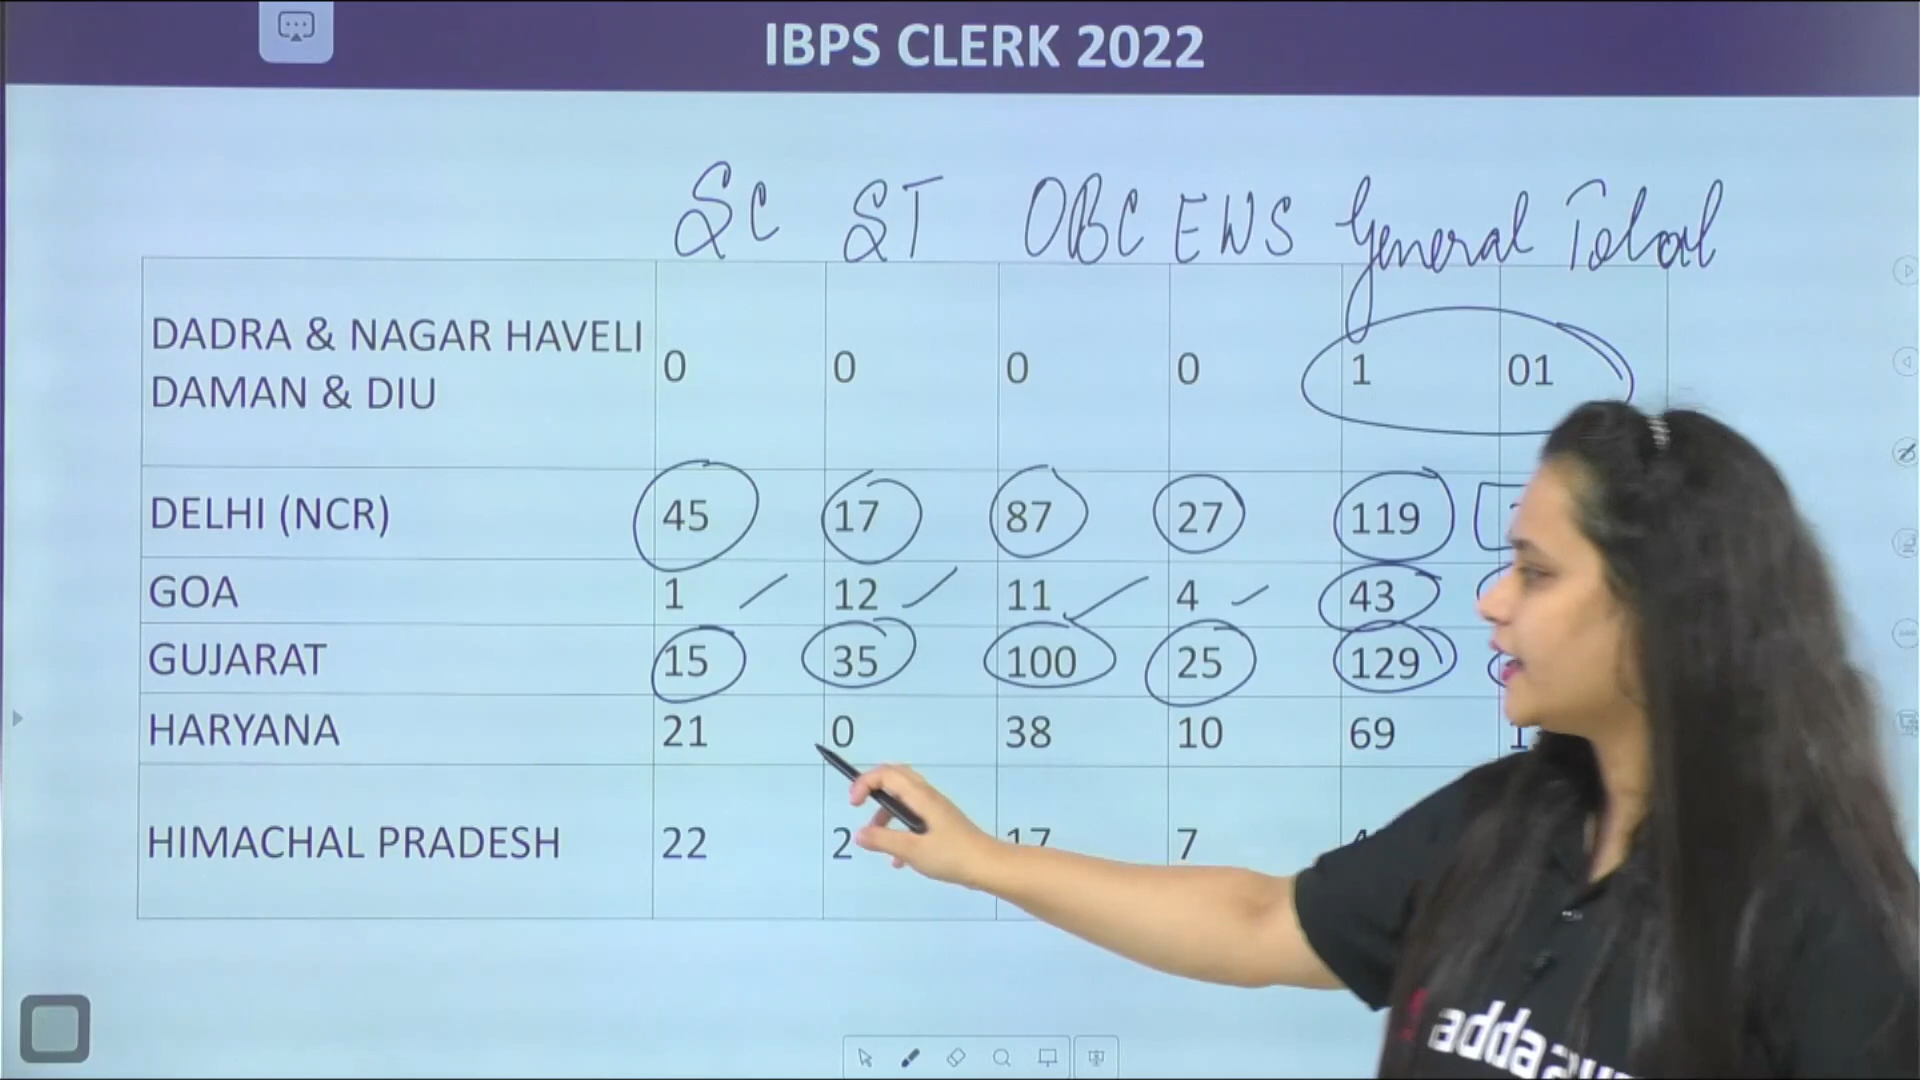 IBPS CLERK 2022
SC ST OBC EWS General Total
DADRA & NAGAR HAVELI
DAMAN & DIU
0 0 0 0 1 01
DELHI (NCR) 45 17 87 27 119
GOA 1 12 11 4 43
GUJARAT 15 35 100 25 129
HARYANA 21 0 38 10 69
HIMACHAL PRADESH 22 2 17 7
adda